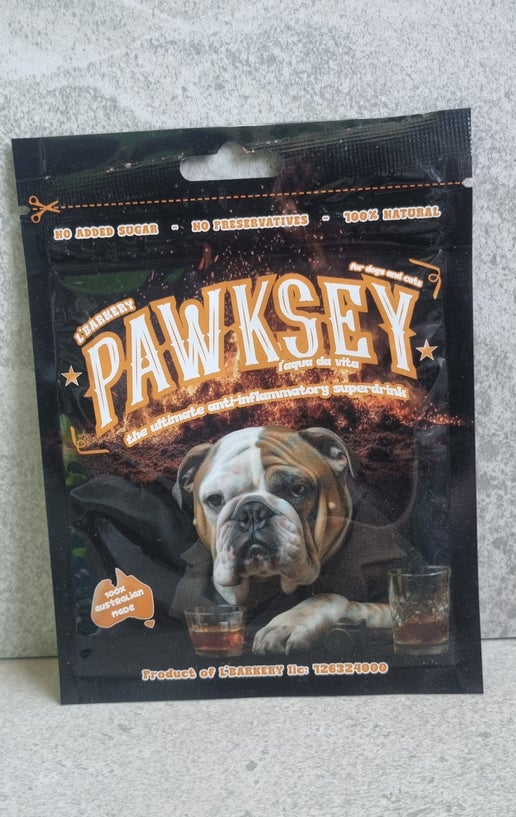 NO ADDED SUGAR - NO PRESERVATIVES - 100% NATURAL
for dogs and cats
L'BARKERY
PAWKSEY
l'aqua da vita
the ultimate anti-inflammatory superdrink
100%
australian
made
Product of L'BARKERY llc: 126324000